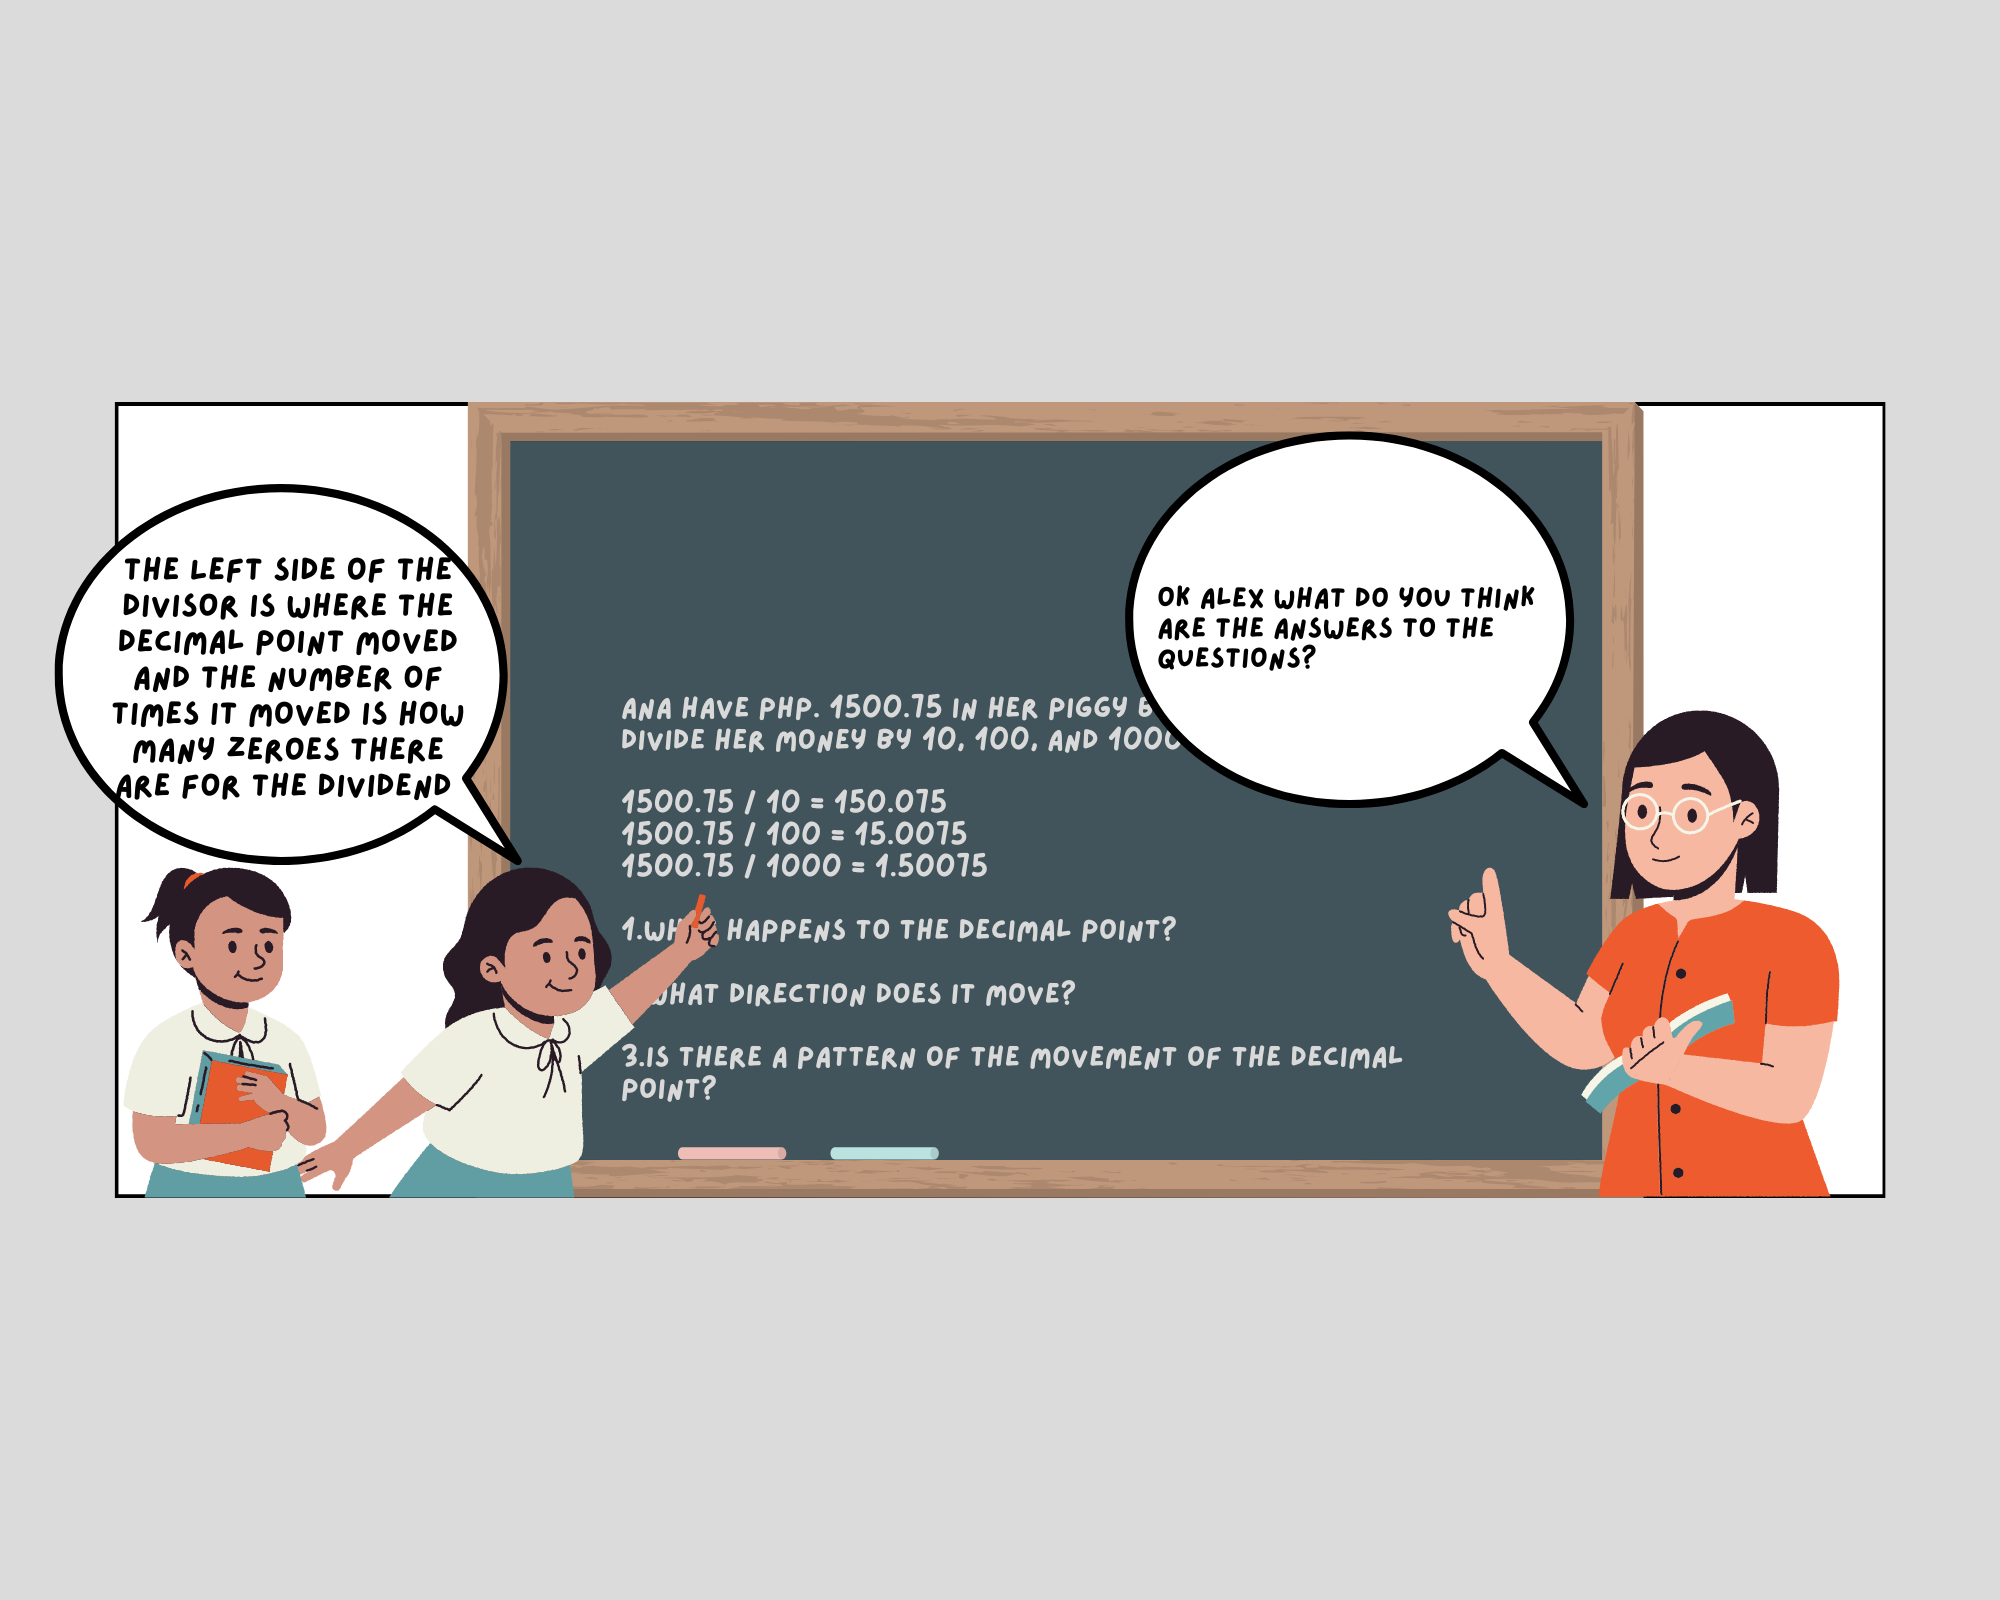 THE LEFT SIDE OF THE
DIVISOR IS WHERE THE
DECIMAL POINT MOVED
AND THE NUMBER OF
TIMES IT MOVED IS HOW
MANY ZEROES THERE
ARE FOR THE DIVIDEND
OK ALEX WHAT DO YOU THINK
ARE THE ANSWERS TO THE
QUESTIONS?
ANA HAVE PHP. 1500.75 IN HER PIGGY
DIVIDE HER MONEY BY 10, 100, AND 1000
1500.75 / 10 = 150.075
1500.75 / 100 = 15.0075
1500.75 / 1000 = 1.50075
1. HAPPENS TO THE DECIMAL POINT?
WHAT DIRECTION DOES IT MOVE?
3.IS THERE A PATTERN OF THE MOVEMENT OF THE DECIMAL
POINT?